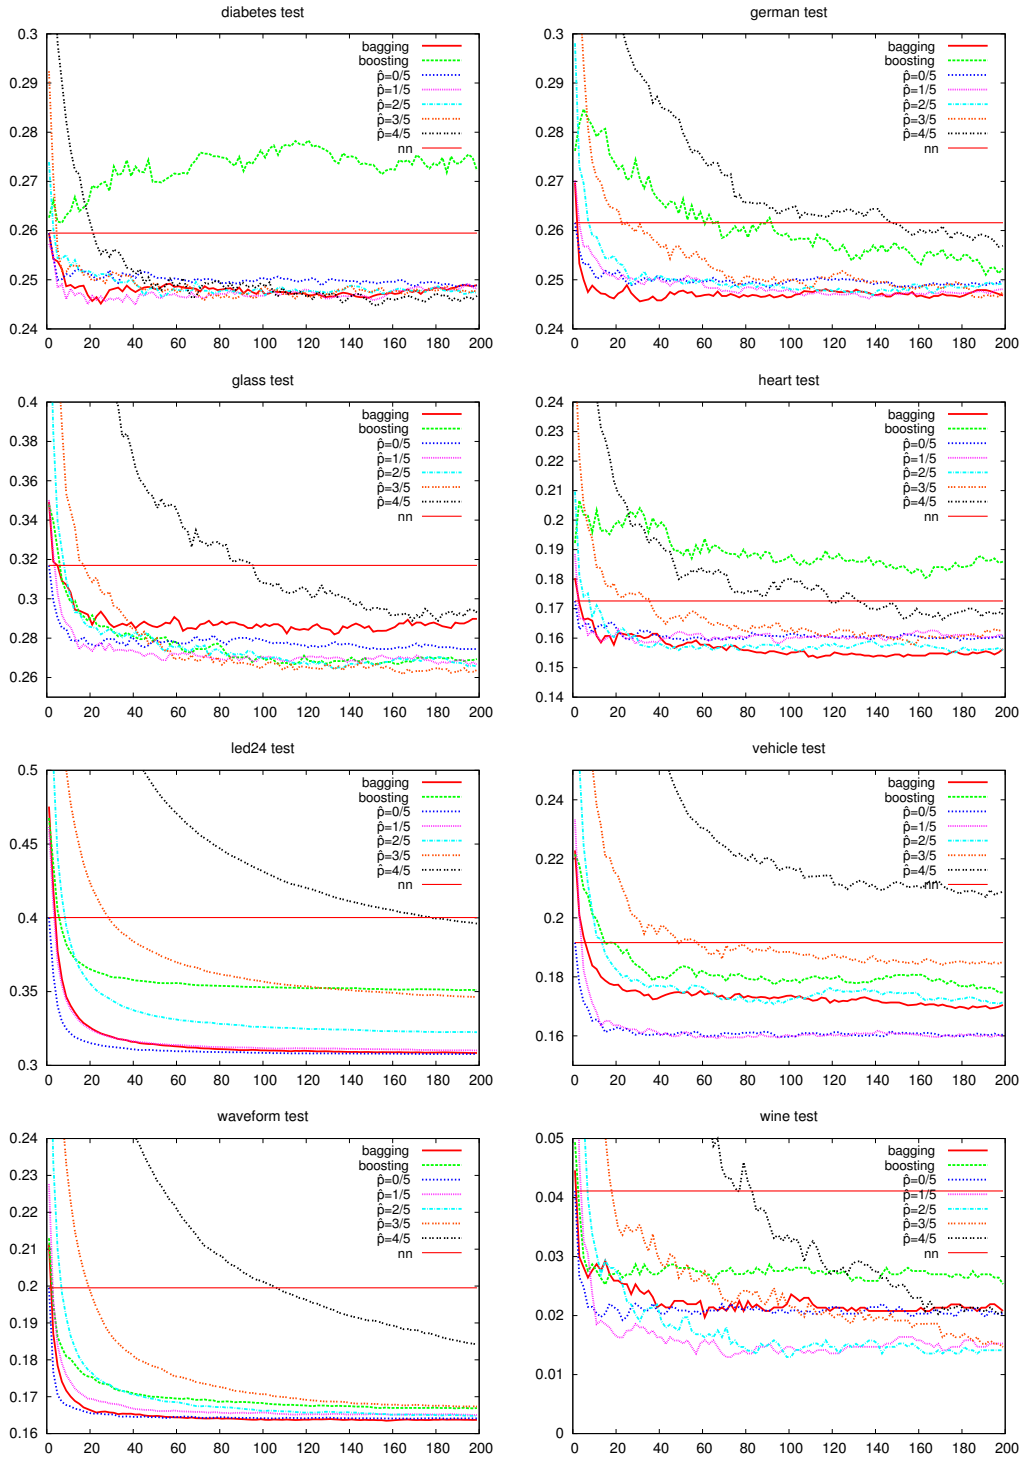 diabetes test
0.3
0.29
0.28
0.27
0.26
0.25
0.24
bagging
boosting
p̂=0/5
p̂=1/5
p̂=2/5
p̂=3/5
p̂=4/5
nn
0 20 40 60 80 100 120 140 160 180 200
german test
0.3
0.29
0.28
0.27
0.26
0.25
0.24
bagging
boosting
p̂=0/5
p̂=1/5
p̂=2/5
p̂=3/5
p̂=4/5
nn
0 20 40 60 80 100 120 140 160 180 200
glass test
0.4
0.38
0.36
0.34
0.32
0.3
0.28
0.26
bagging
boosting
p̂=0/5
p̂=1/5
p̂=2/5
p̂=3/5
p̂=4/5
nn
0 20 40 60 80 100 120 140 160 180 200
heart test
0.24
0.23
0.22
0.21
0.2
0.19
0.18
0.17
0.16
0.15
0.14
bagging
boosting
p̂=0/5
p̂=1/5
p̂=2/5
p̂=3/5
p̂=4/5
nn
0 20 40 60 80 100 120 140 160 180 200
led24 test
0.5
0.45
0.4
0.35
0.3
bagging
boosting
p̂=0/5
p̂=1/5
p̂=2/5
p̂=3/5
p̂=4/5
nn
0 20 40 60 80 100 120 140 160 180 200
vehicle test
0.24
0.22
0.2
0.18
0.16
bagging
boosting
p̂=0/5
p̂=1/5
p̂=2/5
p̂=3/5
p̂=4/5
nn
0 20 40 60 80 100 120 140 160 180 200
waveform test
0.24
0.23
0.22
0.21
0.2
0.19
0.18
0.17
0.16
bagging
boosting
p̂=0/5
p̂=1/5
p̂=2/5
p̂=3/5
p̂=4/5
nn
0 20 40 60 80 100 120 140 160 180 200
wine test
0.05
0.04
0.03
0.02
0.01
0
bagging
boosting
p̂=0/5
p̂=1/5
p̂=2/5
p̂=3/5
p̂=4/5
nn
0 20 40 60 80 100 120 140 160 180 200